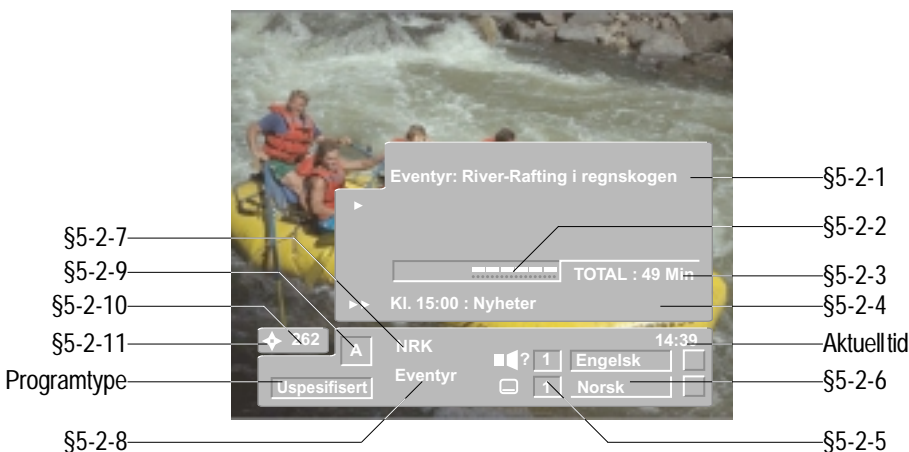 Eventyr: River-Rafting i regnskogen
§5-2-1
§5-2-2
§5-2-7
§5-2-9
TOTAL : 49 Min
§5-2-3
§5-2-10
Kl. 15:00 : Nyheter
§5-2-4
§5-2-11
262
A
NRK
14:39
Aktuell tid
? 1 Engelsk
Programtype
Uspesifisert
Eventyr
1 Norsk
§5-2-6
§5-2-8
§5-2-5